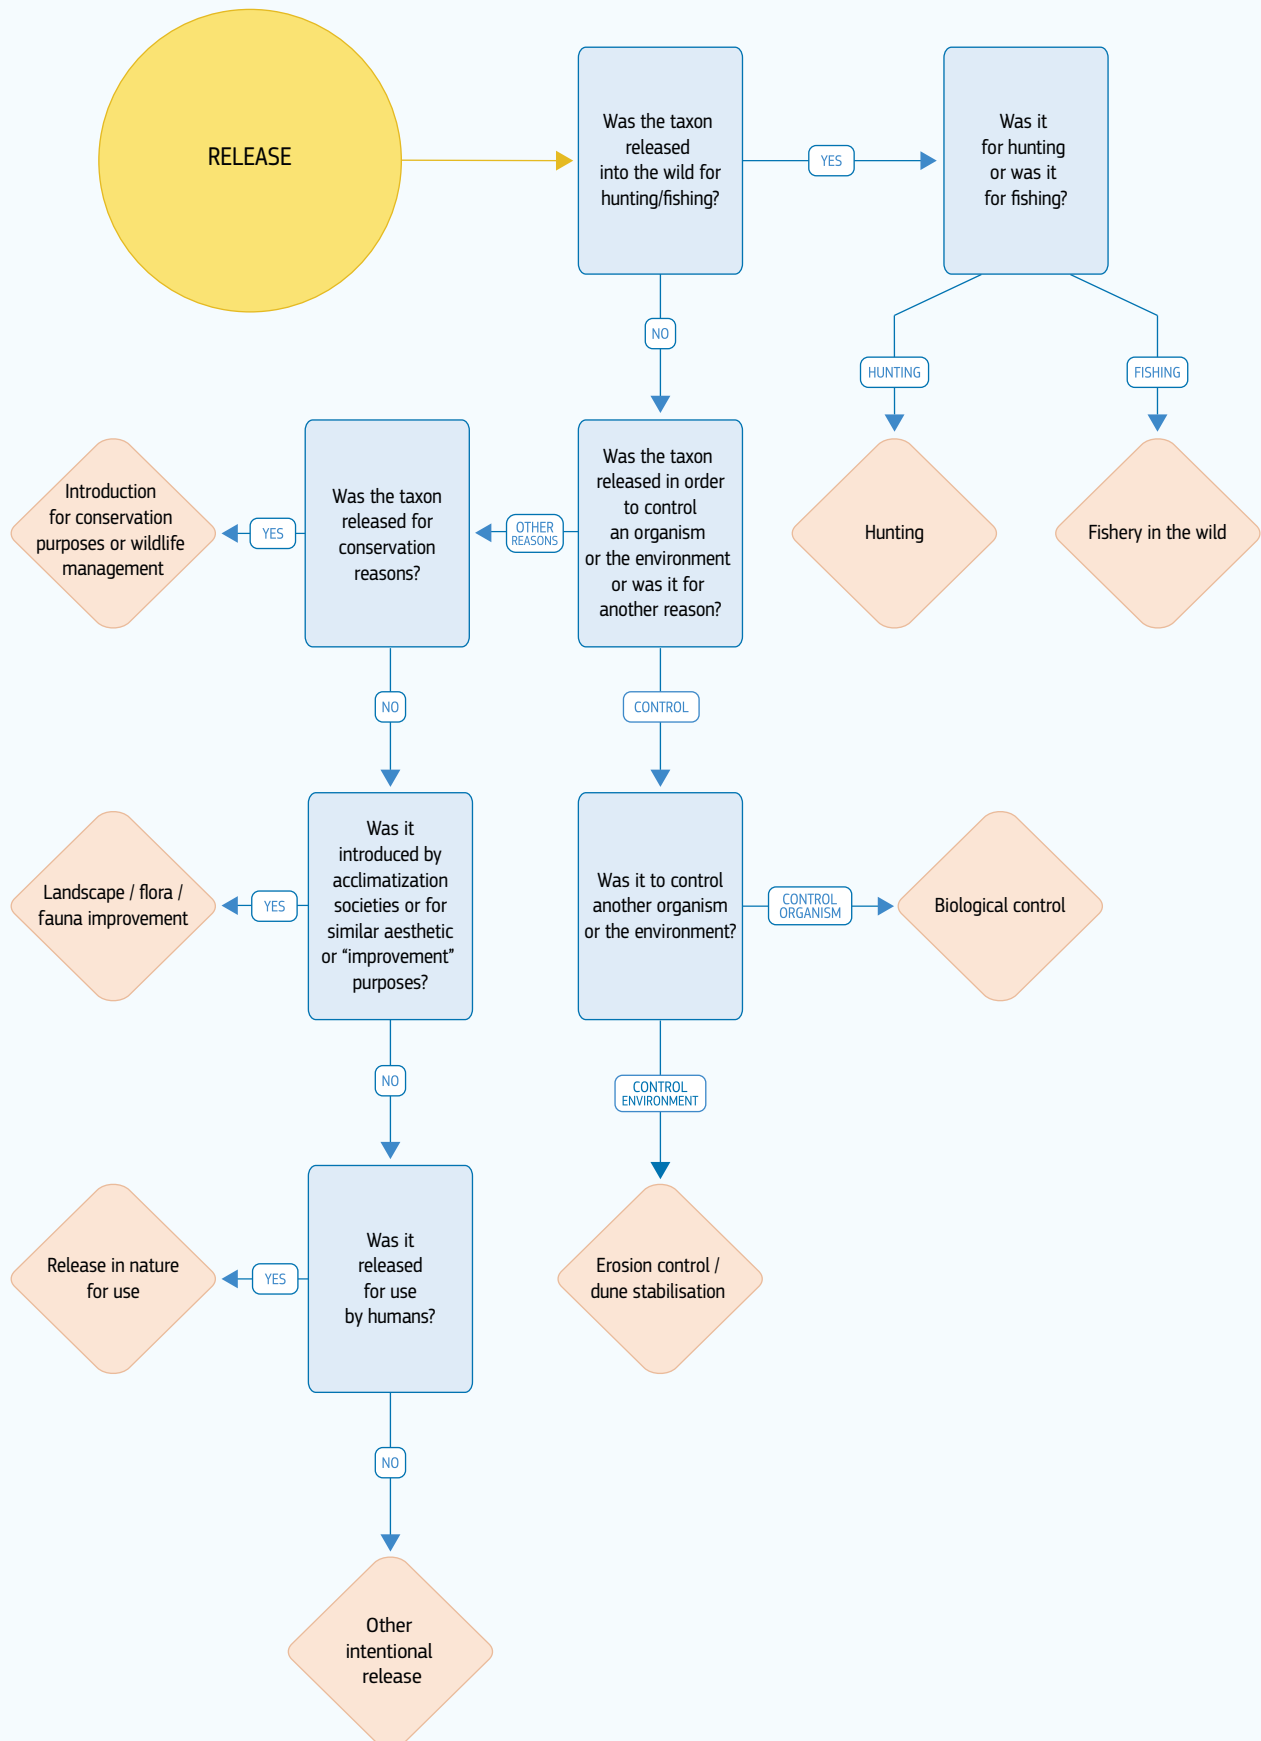 RELEASE
Was the taxon
released
into the wild for
hunting/fishing?
YES
Was it
for hunting
or was it
for fishing?
NO
HUNTING
FISHING
Introduction
for conservation
purposes or wildlife
management
YES
Was the taxon
released for
conservation
reasons?
OTHER
REASONS
Was the taxon
released in order
to control
an organism
or the environment
or was it for
another reason?
Hunting
Fishery in the wild
NO
CONTROL
Landscape / flora /
fauna improvement
YES
Was it
introduced by
acclimatization
societies or for
similar aesthetic
or “improvement”
purposes?
Was it to control
another organism
or the environment?
CONTROL
ORGANISM
Biological control
NO
CONTROL
ENVIRONMENT
Release in nature
for use
YES
Was it
released
for use
by humans?
Erosion control /
dune stabilisation
NO
Other
intentional
release